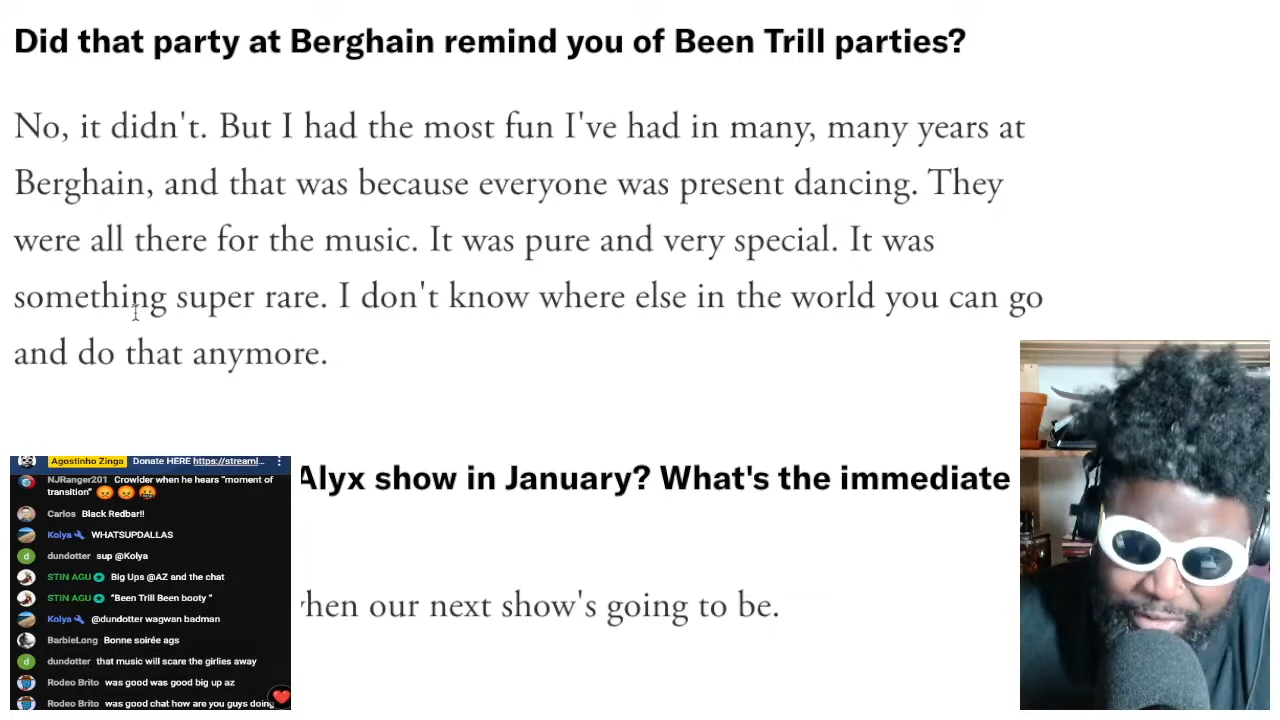 Did that party at Berghain remind you of Been Trill parties?
No, it didn't. But I had the most fun I've had in many, many years at
Berghain, and that was because everyone was present dancing. They
were all there for the music. It was pure and very special. It was
something super rare. I don't know where else in the world you can go
and do that anymore.
Alyx show in January? What's the immediate
when our next show's going to be.
Agostinho Zinga Donate HERE https://streaml...
NJRanger201 Crowlder when he hears "moment of
transition" 😡 😡 🤬
Carlos Black Redbar!!
Kolya WHATSUPDALLAS
d dundotter sup @Kolya
STIN AGU Big Ups @AZ and the chat
STIN AGU "Been Trill Been booty "
Kolya @dundotter wagwan badman
BarbieLong Bonne soirée ags
d dundotter that music will scare the girlies away
Rodeo Brito was good was good big up az
Rodeo Brito was good chat how are you guys doing